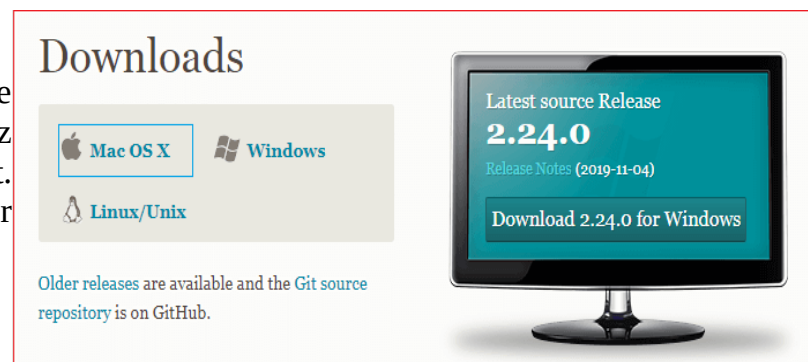 Downloads
e
z
t.
r
Mac OS X
Windows
Linux/Unix
Older releases are available and the Git source
repository is on GitHub.
Latest source Release
2.24.0
Release Notes (2019-11-04)
Download 2.24.0 for Windows